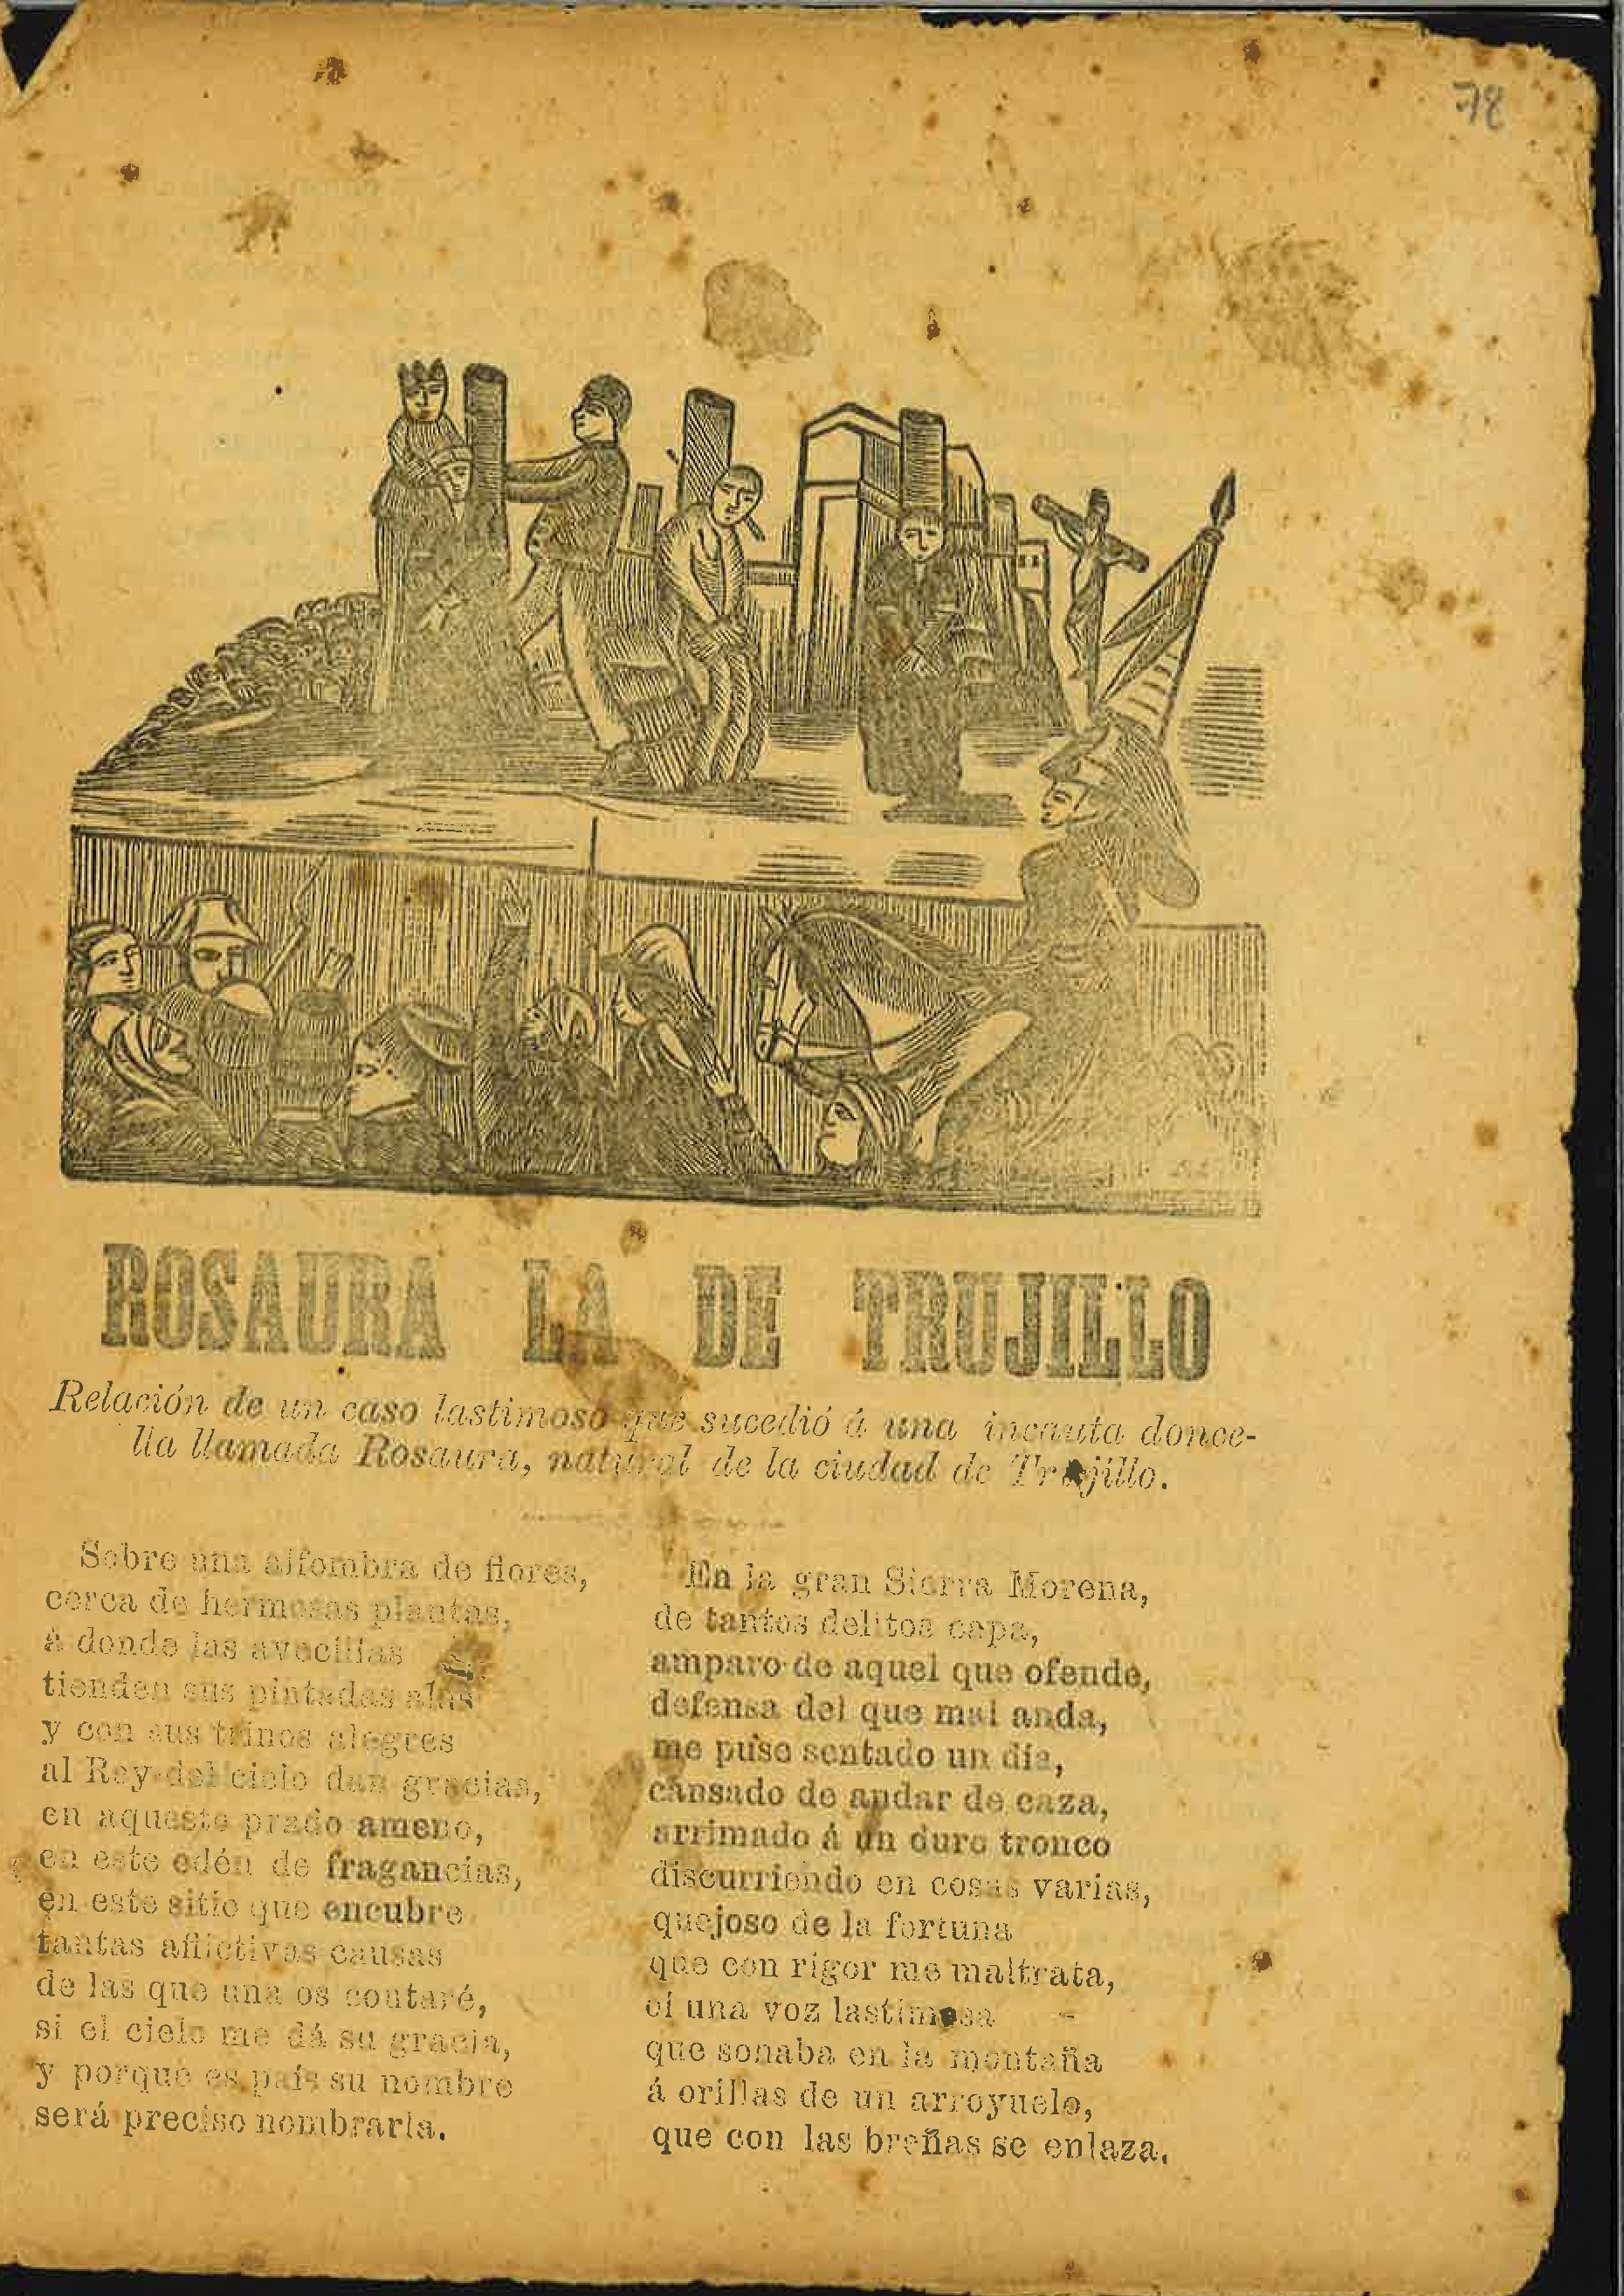 78
ROSAURA LA DE TRUJILLO
Relación de un caso lastimoso que sucedió á una incauta donce-
lla llamada Rosaura, natural de la ciudad de Trujillo.
Sobre una alfombra de flores,
cerca de hermosas plantas,
á donde las avecillas
tienden sus pintadas alas
y con sus trinos alegres
al Rey del cielo dan gracias,
en aqueste prado ameno,
en este edén de fragancias,
en este sitio que encubre
tantas aflictivas causas
de las que una os contaré,
si el cielo me dá su gracia,
y porque es país su nombre
será preciso nombrarla.
En la gran Sierra Morena,
de tantos delitos capa,
amparo de aquel que ofende,
defensa del que mal anda,
me puse sentado un día,
cansado de andar de caza,
arrimado á un duro tronco
discurriendo en cosas varias,
quejoso de la fortuna
que con rigor me maltrata,
oí una voz lastimosa
que sonaba en la montaña
á orillas de un arroyuelo,
que con las breñas se enlaza.